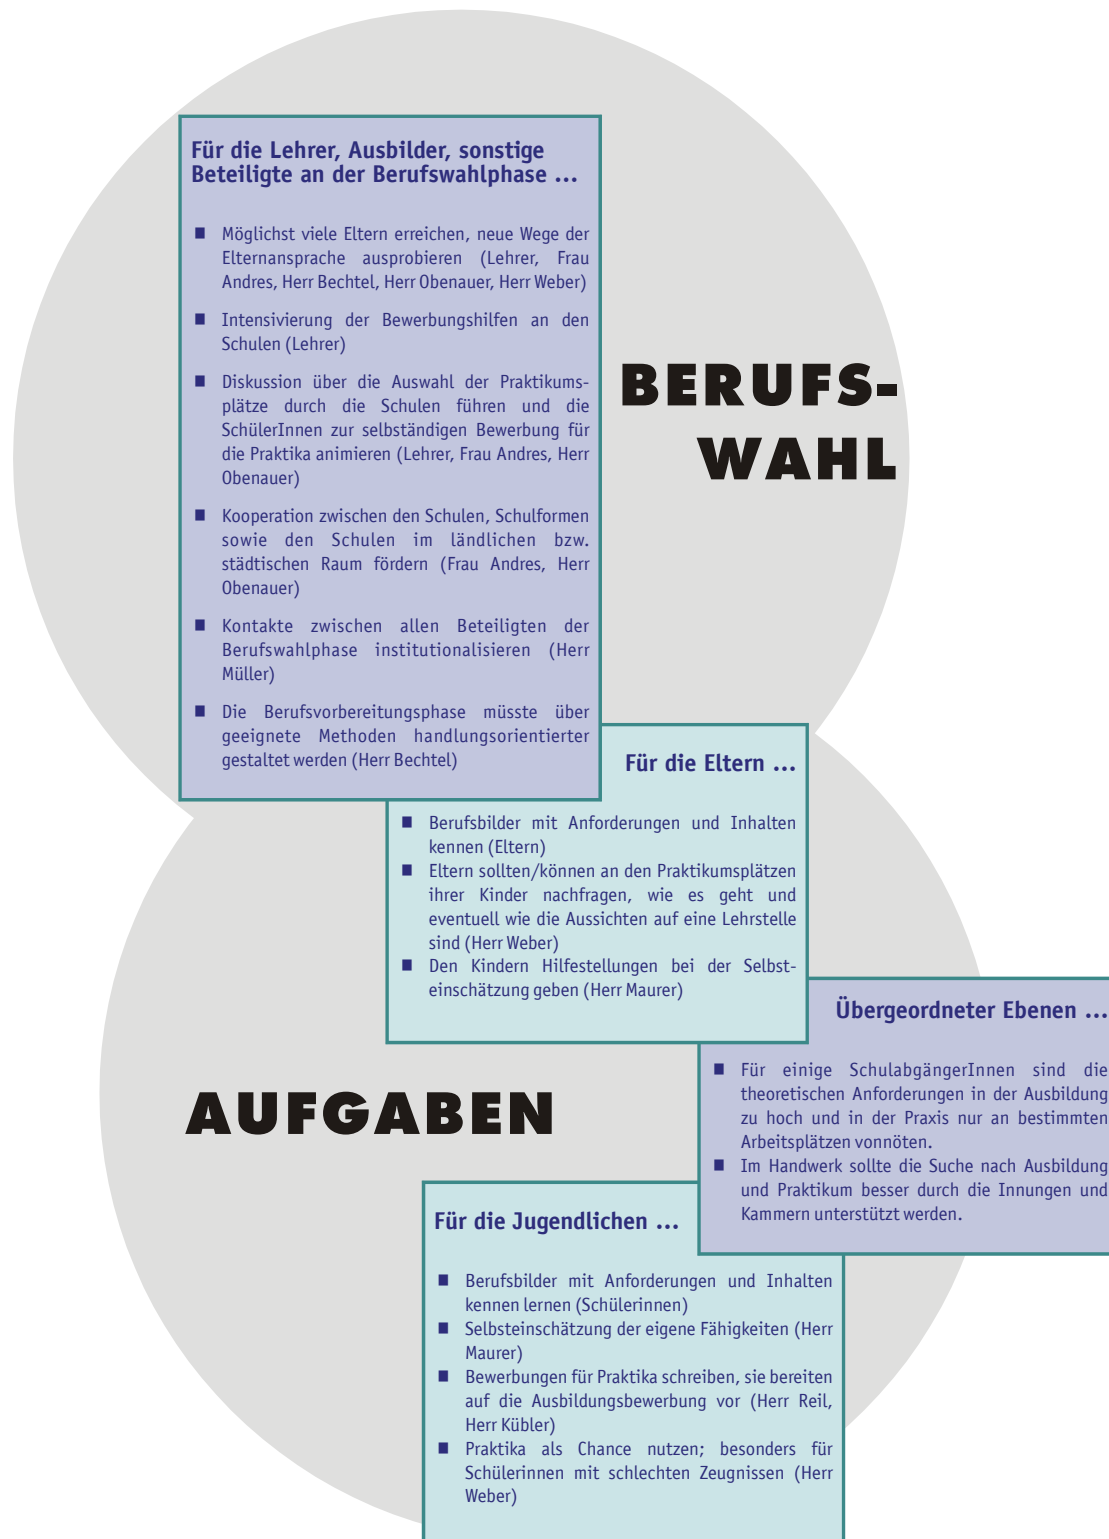 Für die Lehrer, Ausbilder, sonstige
Beteiligte an der Berufswahlphase ...
■ Möglichst viele Eltern erreichen, neue Wege der
Elternansprache ausprobieren (Lehrer, Frau
Andres, Herr Bechtel, Herr Obenauer, Herr Weber)
■ Intensivierung der Bewerbungshilfen an den
Schulen (Lehrer)
■ Diskussion über die Auswahl der Praktikums-
plätze durch die Schulen führen und die
SchülerInnen zur selbständigen Bewerbung für
die Praktika animieren (Lehrer, Frau Andres, Herr
Obenauer)
■ Kooperation zwischen den Schulen, Schulformen
sowie den Schulen im ländlichen bzw.
städtischen Raum fördern (Frau Andres, Herr
Obenauer)
■ Kontakte zwischen allen Beteiligten der
Berufswahlphase institutionalisieren (Herr
Müller)
■ Die Berufsvorbereitungsphase müsste über
geeignete Methoden handlungsorientierter
gestaltet werden (Herr Bechtel)
BERUFS-
WAHL
Für die Eltern ...
■ Berufsbilder mit Anforderungen und Inhalten
kennen (Eltern)
■ Eltern sollten/können an den Praktikumsplätzen
ihrer Kinder nachfragen, wie es geht und
eventuell wie die Aussichten auf eine Lehrstelle
sind (Herr Weber)
■ Den Kindern Hilfestellungen bei der Selbst-
einschätzung geben (Herr Maurer)
Übergeordneter Ebenen ...
■ Für einige SchulabgängerInnen sind die
theoretischen Anforderungen in der Ausbildung
zu hoch und in der Praxis nur an bestimmten
Arbeitsplätzen vonnöten.
■ Im Handwerk sollte die Suche nach Ausbildung
und Praktikum besser durch die Innungen und
Kammern unterstützt werden.
AUFGABEN
Für die Jugendlichen ...
■ Berufsbilder mit Anforderungen und Inhalten
kennen lernen (Schülerinnen)
■ Selbsteinschätzung der eigene Fähigkeiten (Herr
Maurer)
■ Bewerbungen für Praktika schreiben, sie bereiten
auf die Ausbildungsbewerbung vor (Herr Reil,
Herr Kübler)
■ Praktika als Chance nutzen; besonders für
Schülerinnen mit schlechten Zeugnissen (Herr
Weber)